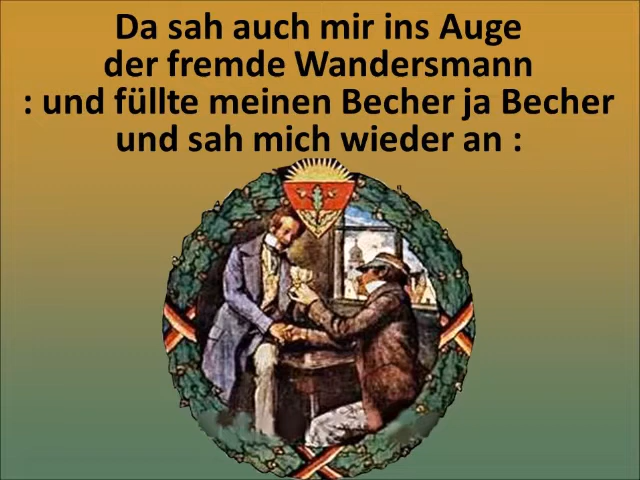 Da sah auch mir ins Auge
der fremde Wandersmann
: und füllte meinen Becher ja Becher
und sah mich wieder an :